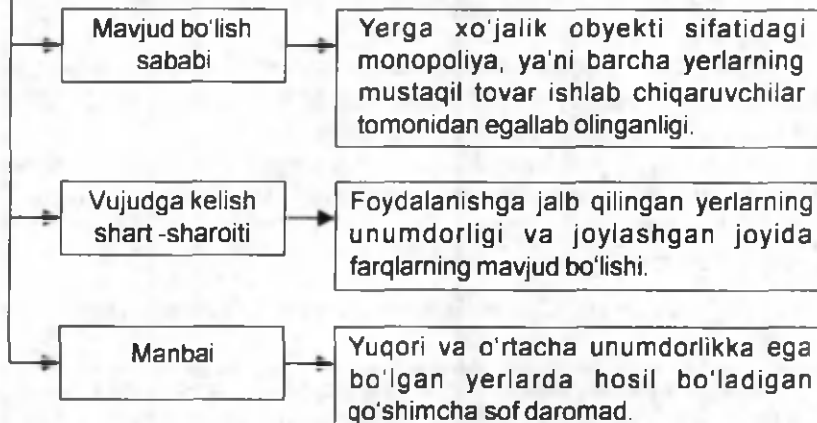 Mavjud bo'lish
sababi
Yerga xo'jalik obyekti sifatidagi
monopoliya, ya'ni barcha yerlarning
mustaqil tovar ishlab chiqaruvchilar
tomonidan egallab olinganligi.
Vujudga kelish
shart -sharoiti
Foydalanishga jalb qilingan yerlarning
unumdorligi va joylashgan joyida
farqlarning mavjud bo'lishi.
Manbai
Yuqori va o'rtacha unumdorlikka ega
bo'lgan yerlarda hosil bo'ladigan
qo'shimcha sof daromad.